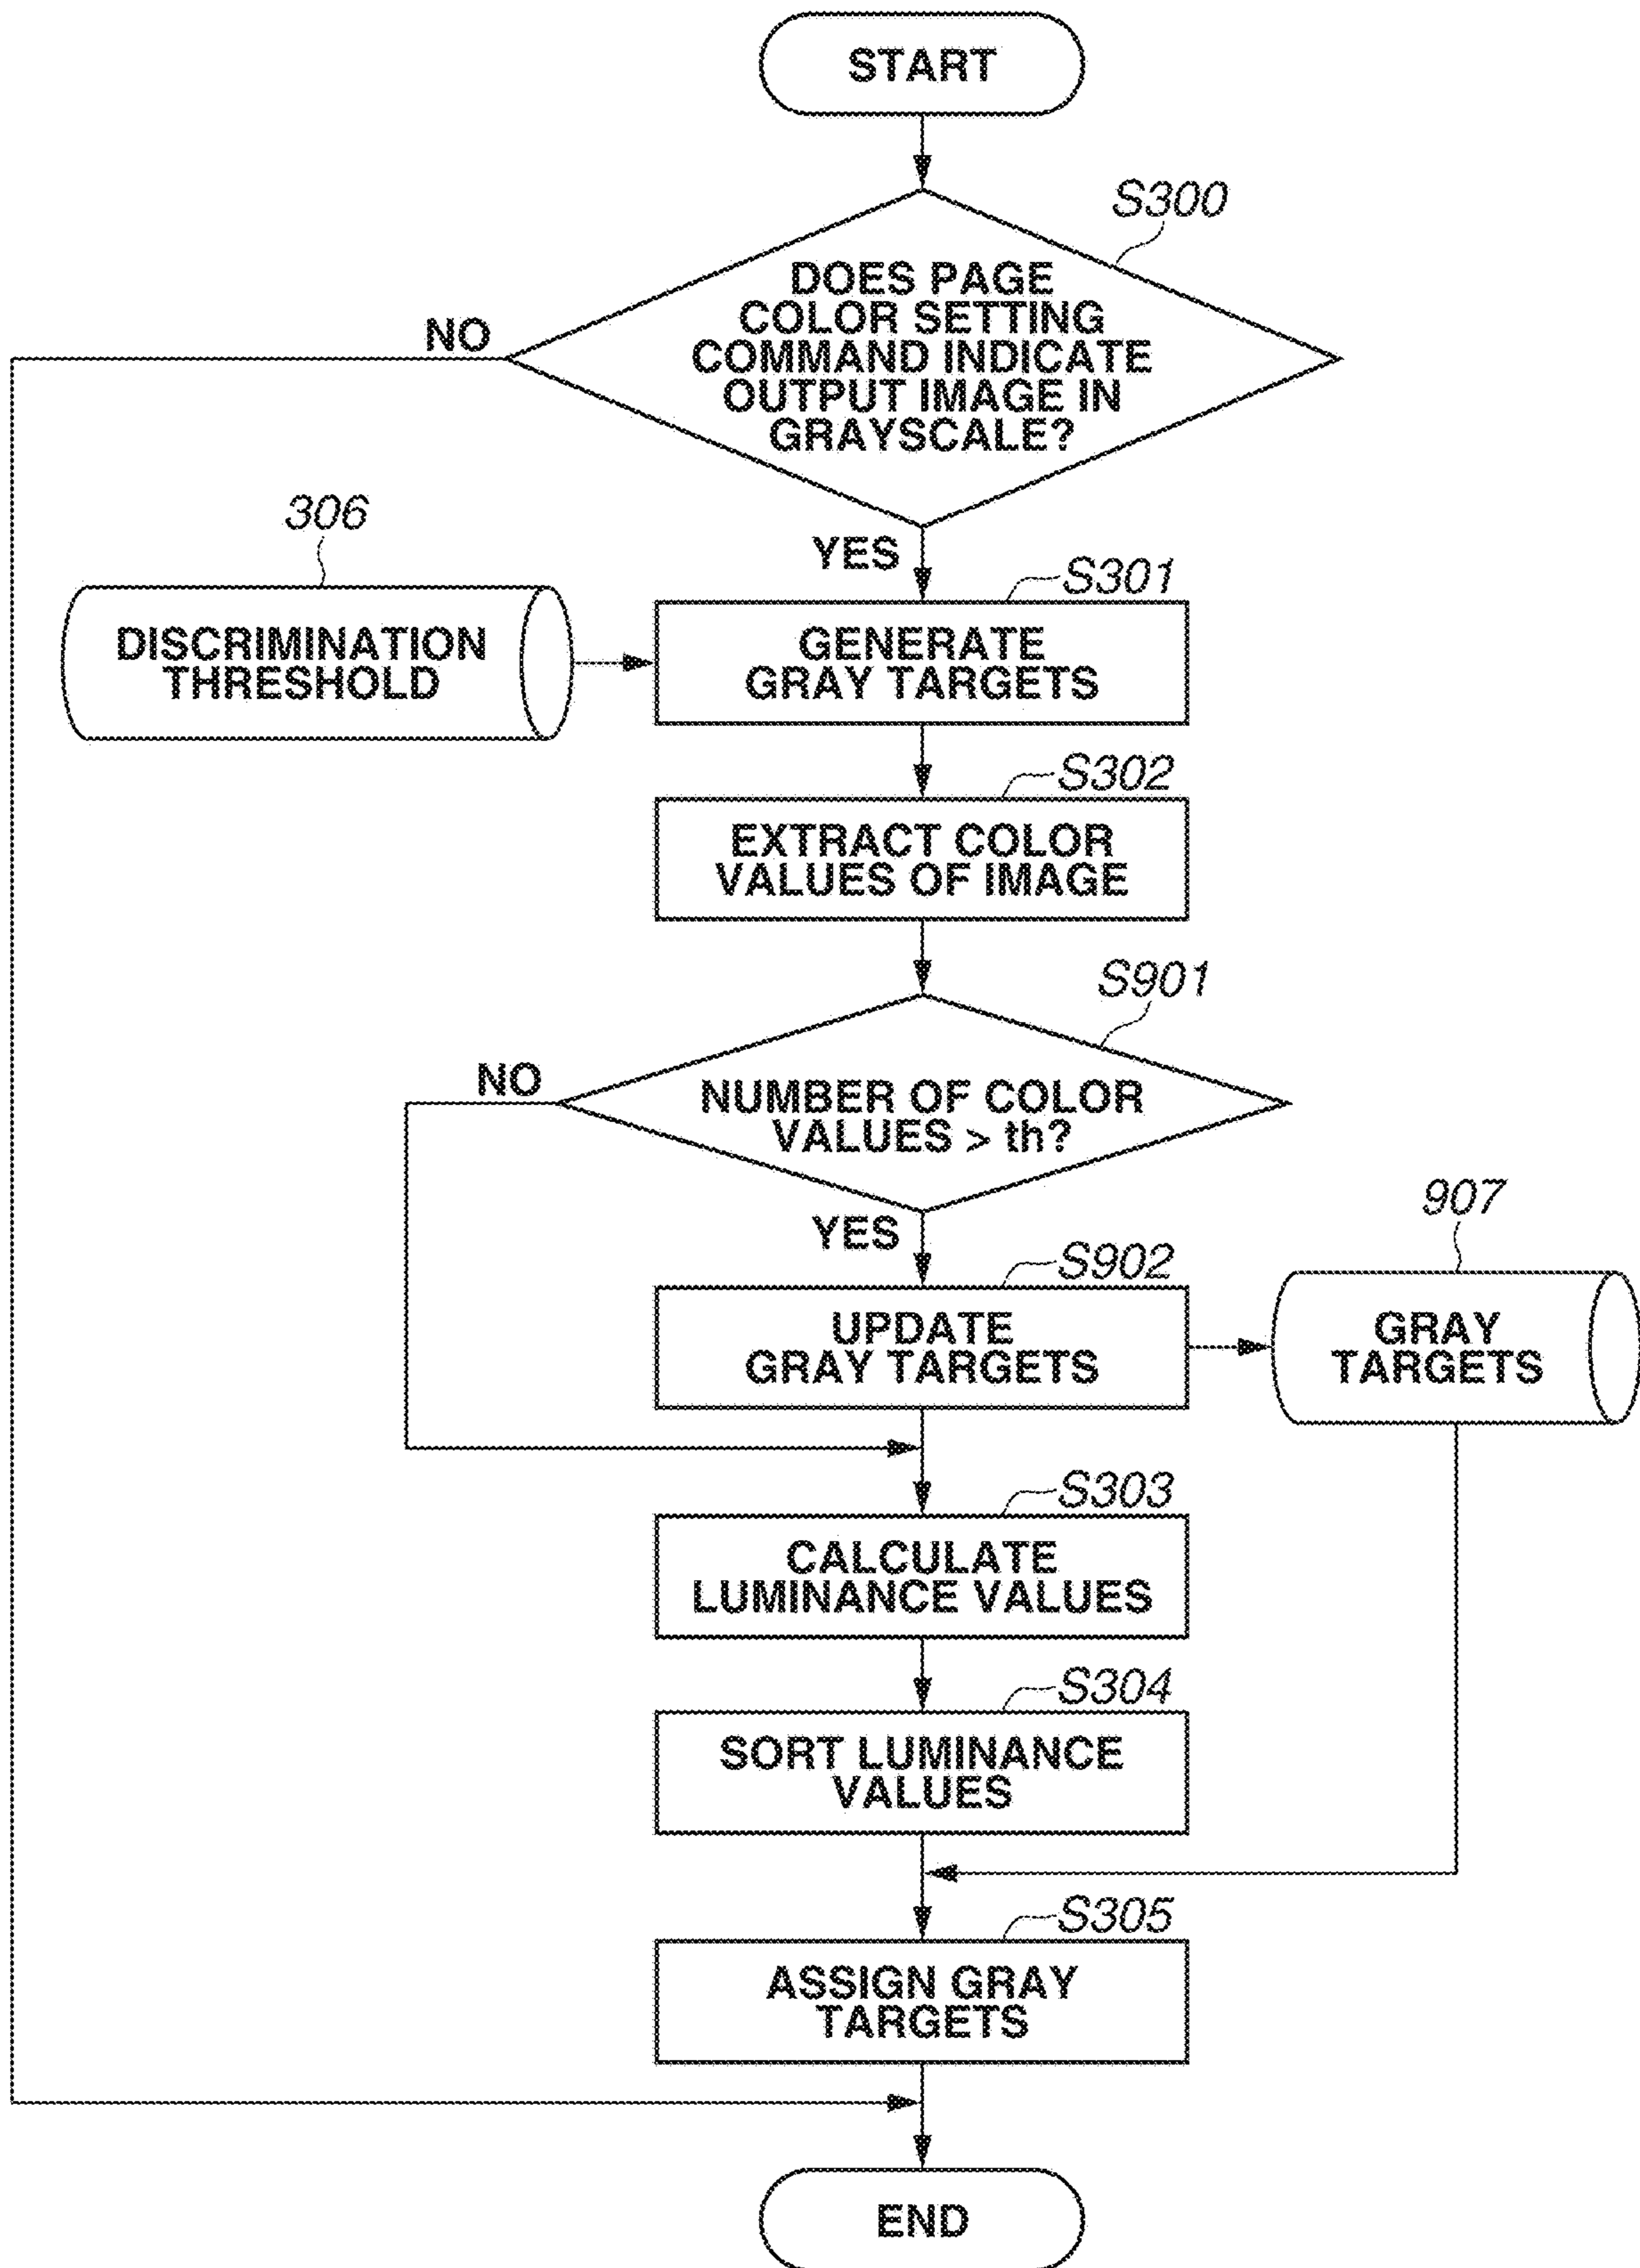 START
S300
DOES PAGE
COLOR SETTING
COMMAND INDICATE
OUTPUT IMAGE IN
GRAYSCALE?
NO
YES
306
DISCRIMINATION
THRESHOLD
S301
GENERATE
GRAY TARGETS
S302
EXTRACT COLOR
VALUES OF IMAGE
S901
NUMBER OF COLOR
VALUES > th?
NO
YES
S902
UPDATE
GRAY TARGETS
907
GRAY
TARGETS
S303
CALCULATE
LUMINANCE VALUES
S304
SORT LUMINANCE
VALUES
S305
ASSIGN GRAY
TARGETS
END